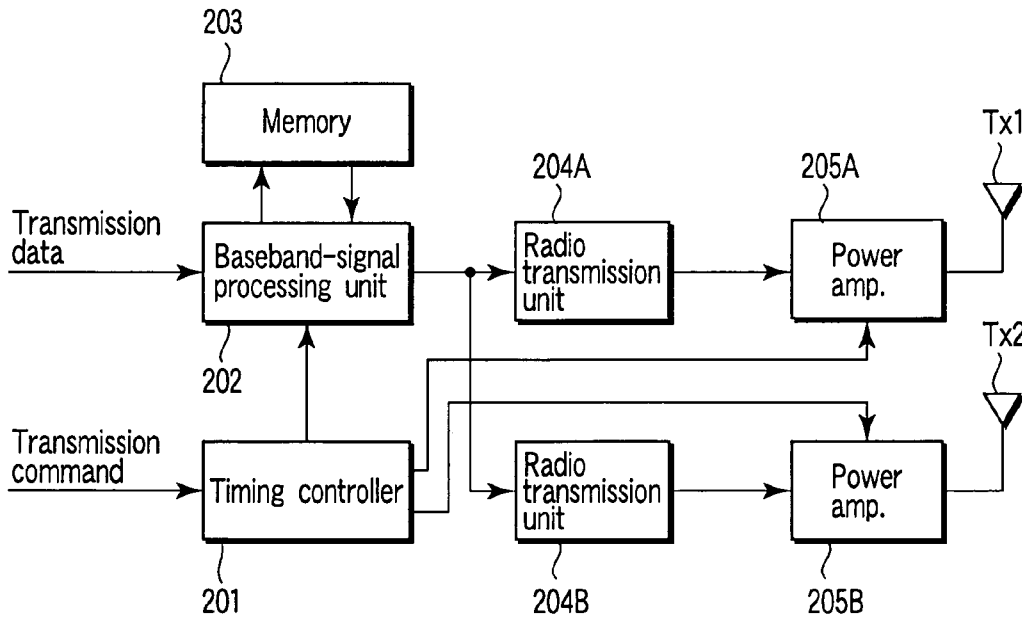 203
Memory
Tx1
204A
205A
Transmission
data
Baseband-signal
processing unit
Radio
transmission
unit
Power
amp.
Tx2
202
Transmission
command
Timing controller
Radio
transmission
unit
Power
amp.
201
204B
205B